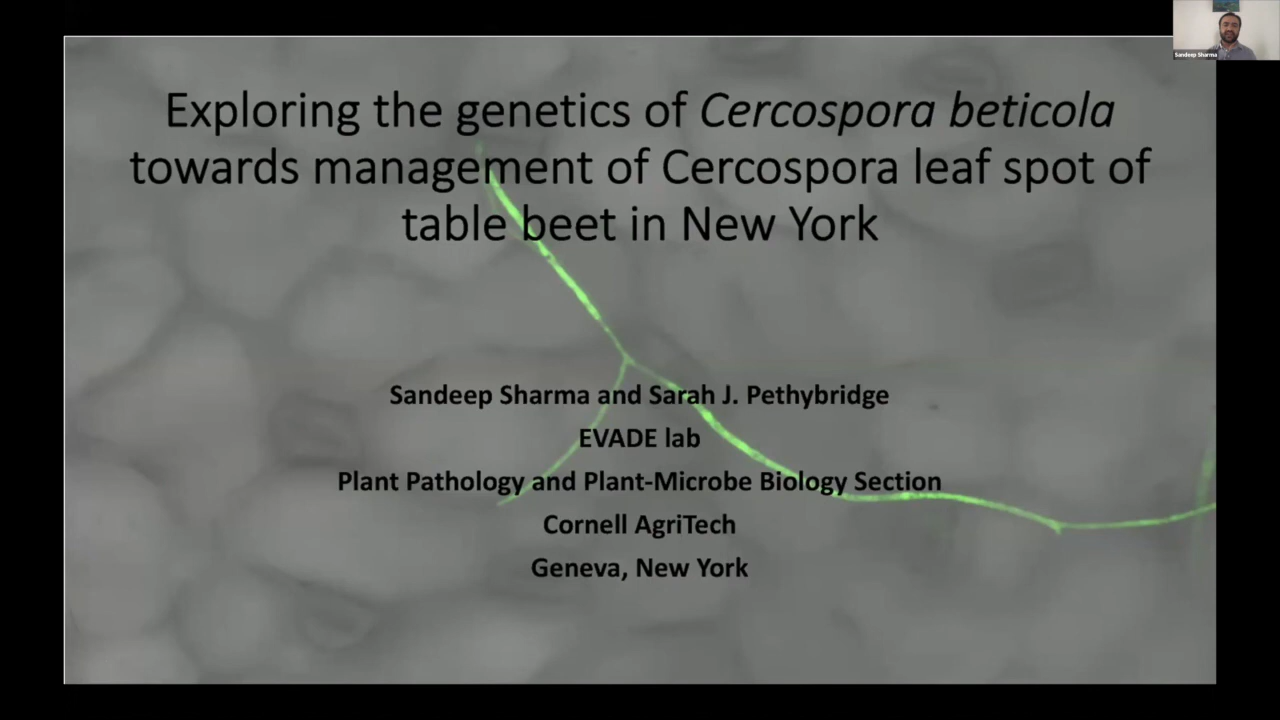 Sandeep Sharma
Exploring the genetics of Cercospora beticola
towards management of Cercospora leaf spot of
table beet in New York
Sandeep Sharma and Sarah J. Pethybridge
EVADE lab
Plant Pathology and Plant-Microbe Biology Section
Cornell AgriTech
Geneva, New York